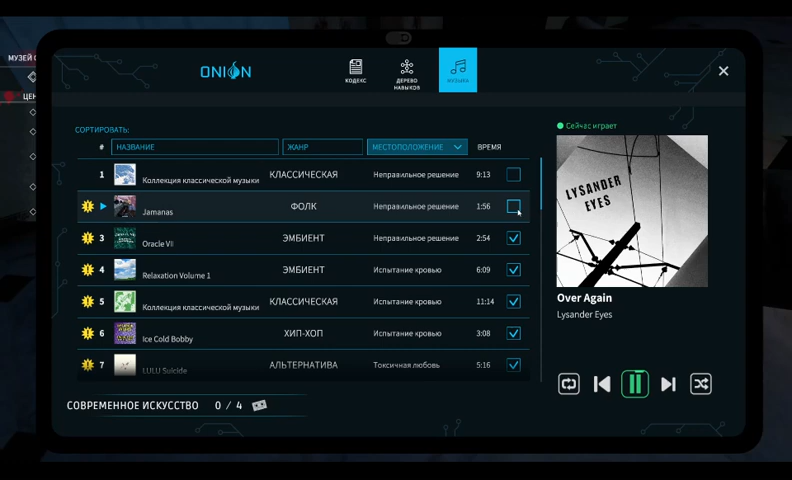 МУЗЕЙ
ЦЕН
ONION
КОДЕКС
ДЕРЕВО
НАВЫКОВ
МУЗЫКА
СОРТИРОВАТЬ:
# НАЗВАНИЕ ЖАНР МЕСТОПОЛОЖЕНИЕ ВРЕМЯ
1 Коллекция классической музыки КЛАССИЧЕСКАЯ Неправильное решение 9:13
Jamanas ФОЛК Неправильное решение 1:56
3 Oracle VII ЭМБИЕНТ Неправильное решение 2:54
4 Relaxation Volume 1 ЭМБИЕНТ Испытание кровью 6:09
5 Коллекция классической музыки КЛАССИЧЕСКАЯ Испытание кровью 11:14
6 Ice Cold Bobby ХИП-ХОП Испытание кровью 3:08
7 LULU Suicide АЛЬТЕРНАТИВА Токсичная любовь 5:16
СОВРЕМЕННОЕ ИСКУССТВО 0 / 4
Сейчас играет
LYSANDER
EYES
Over Again
Lysander Eyes